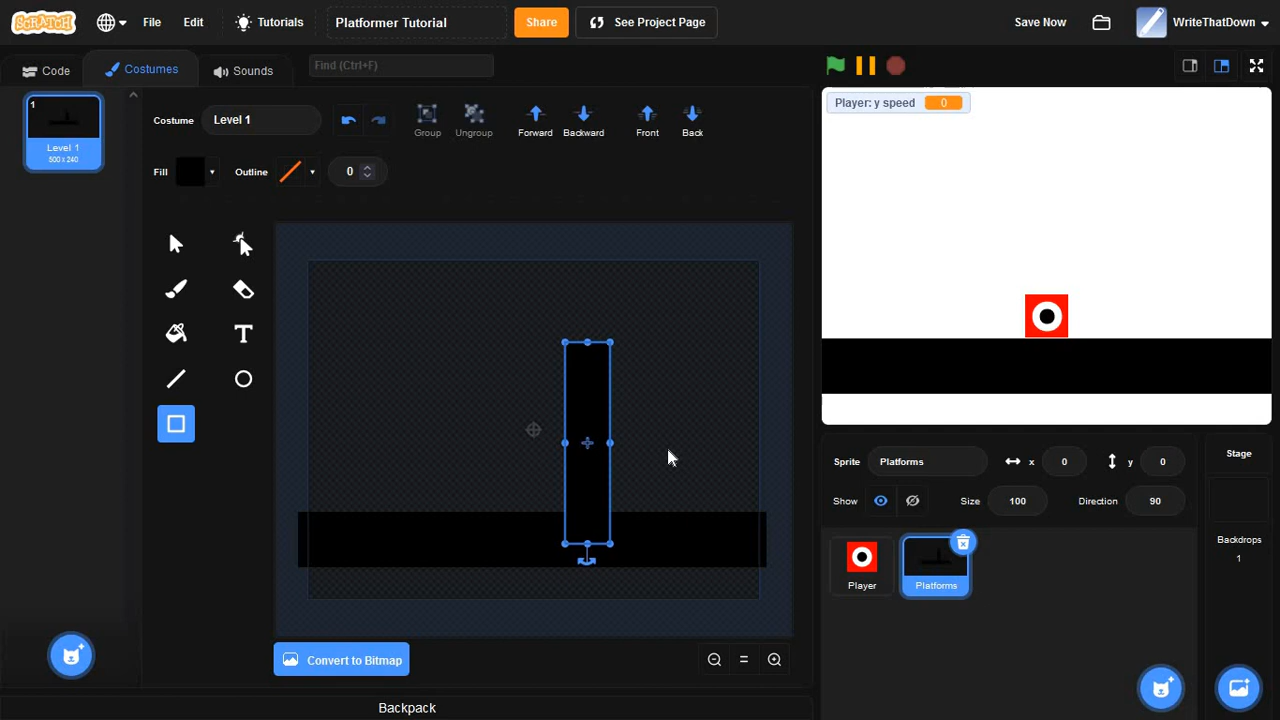 SCRATCH File Edit Tutorials Platformer Tutorial Share See Project Page Save Now WriteThatDown
Code Costumes Sounds Find (Ctrl+F)
1
Level 1
500 x 240
Costume Level 1 Group Ungroup Forward Backward Front Back
Fill Outline 0
T
Convert to Bitmap
Backpack
Player: y speed 0
Sprite Platforms x 0 y 0
Show Size 100 Direction 90
Player
Platforms
Stage
Backdrops
1